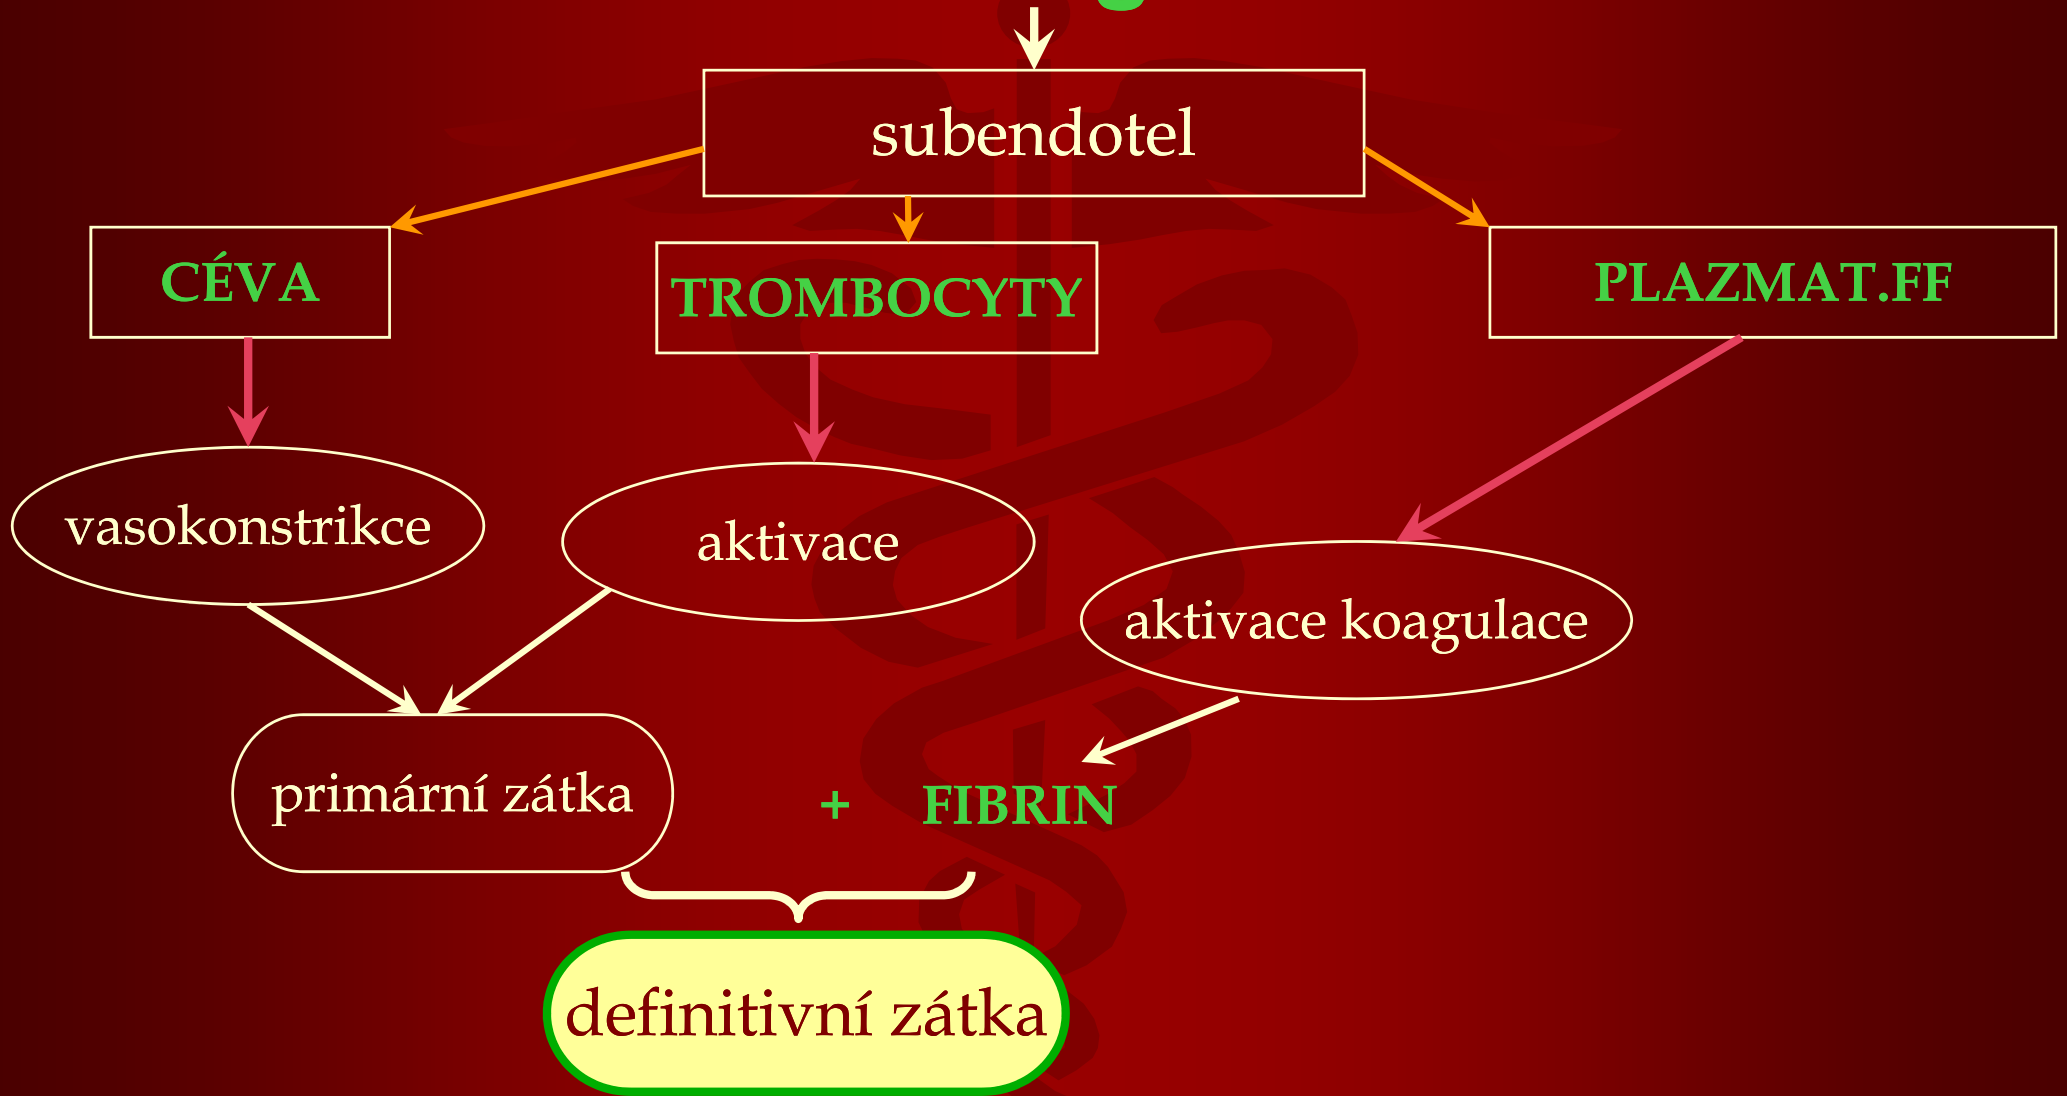 subendotel
CÉVA
TROMBOCYTY
PLAZMAT.FF
vasokonstrikce
aktivace
aktivace koagulace
primární zátka
+ FIBRIN
definitivní zátka